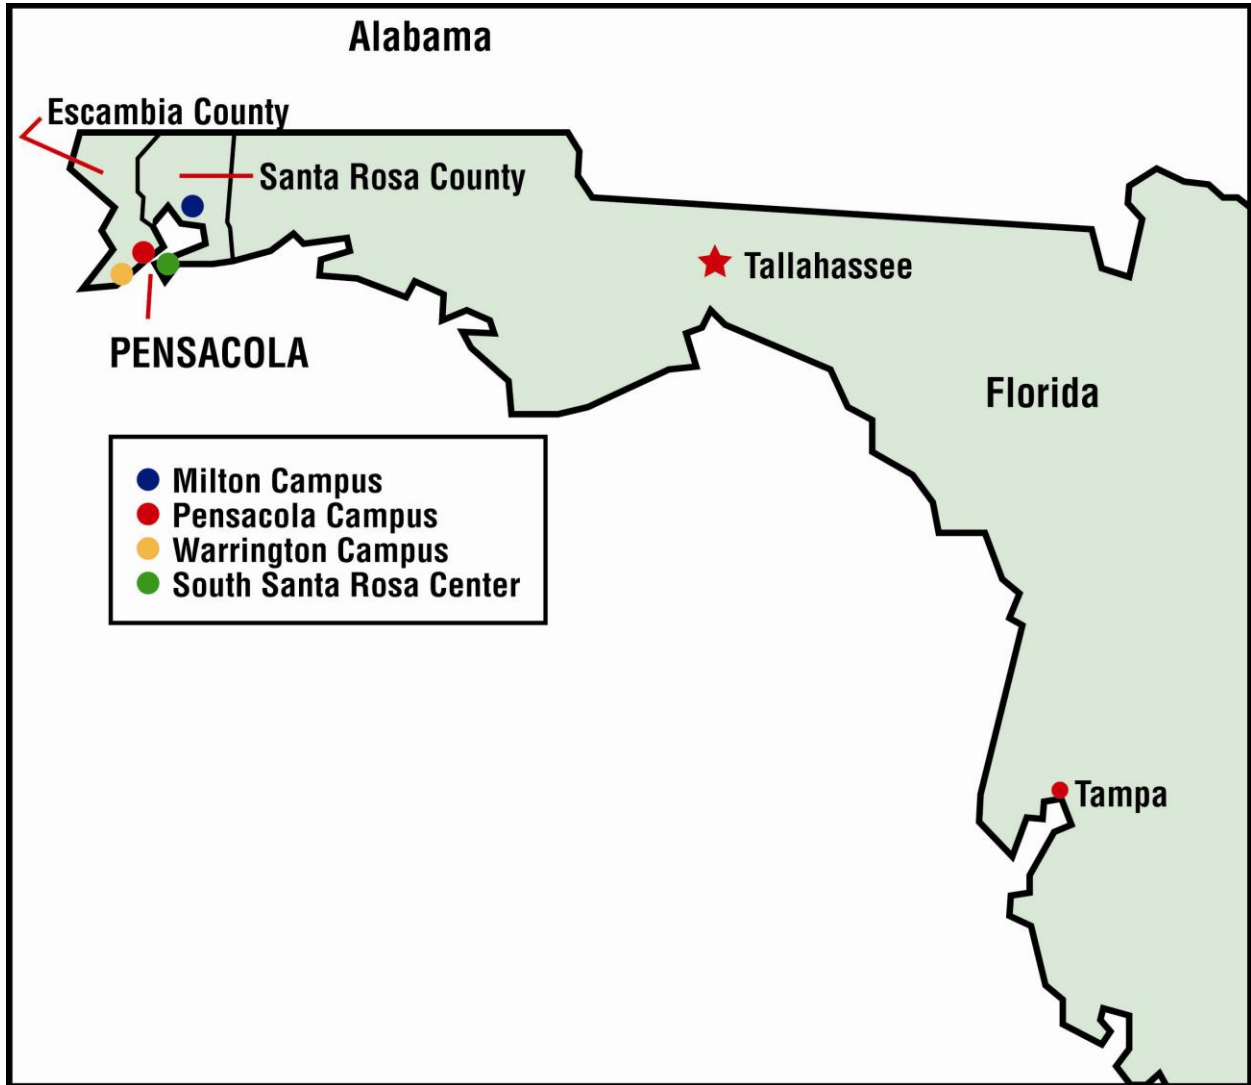 Alabama
Escambia County
Santa Rosa County
Tallahassee
PENSACOLA
Florida
Milton Campus
Pensacola Campus
Warrington Campus
South Santa Rosa Center
Tampa